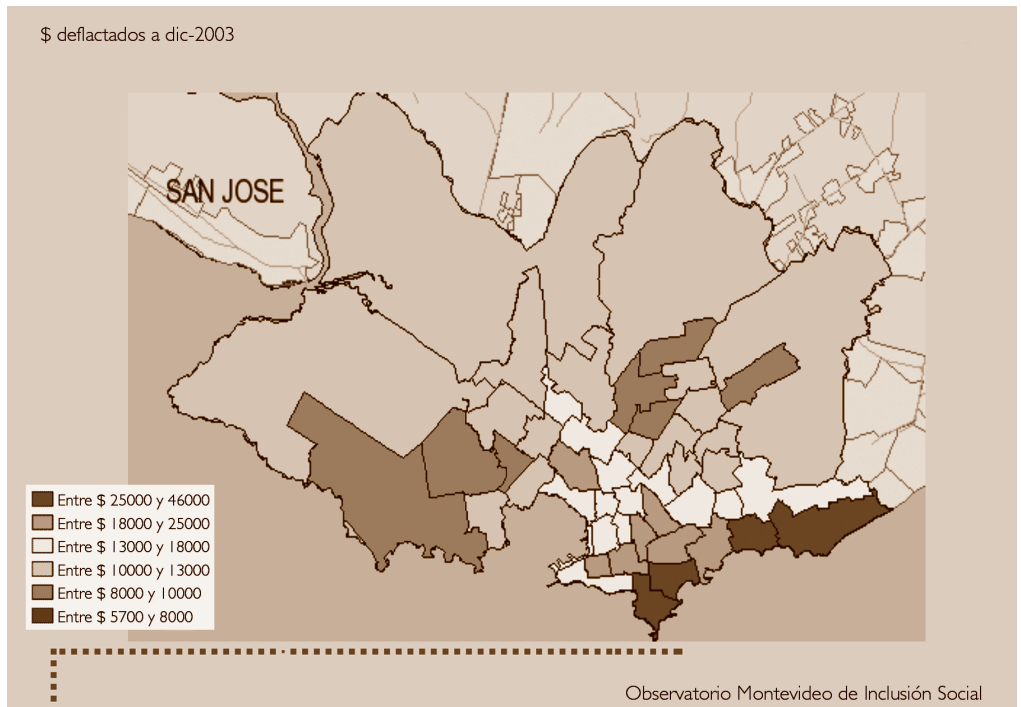 $ deflactados a dic-2003
SAN JOSE
Entre $ 25000 y 46000
Entre $ 18000 y 25000
Entre $ 13000 y 18000
Entre $ 10000 y 13000
Entre $ 8000 y 10000
Entre $ 5700 y 8000
Observatorio Montevideo de Inclusión Social